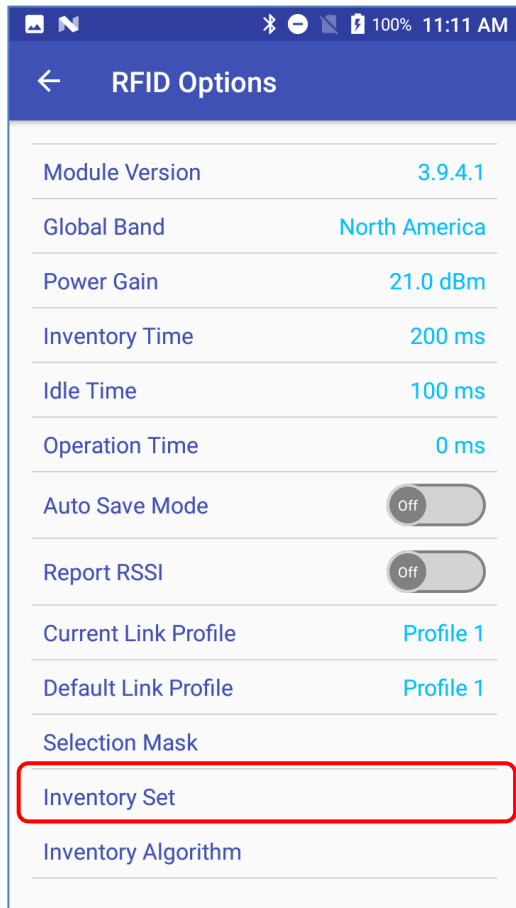 100% 11:11 AM
RFID Options
Module Version 3.9.4.1
Global Band North America
Power Gain 21.0 dBm
Inventory Time 200 ms
Idle Time 100 ms
Operation Time 0 ms
Auto Save Mode Off
Report RSSI Off
Current Link Profile Profile 1
Default Link Profile Profile 1
Selection Mask
Inventory Set
Inventory Algorithm